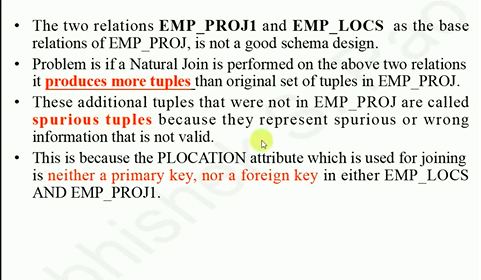 • The two relations EMP_PROJ1 and EMP_LOCS as the base
relations of EMP_PROJ, is not a good schema design.
• Problem is if a Natural Join is performed on the above two relations
it produces more tuples than original set of tuples in EMP_PROJ.
• These additional tuples that were not in EMP_PROJ are called
spurious tuples because they represent spurious or wrong
information that is not valid.
• This is because the PLOCATION attribute which is used for joining
is neither a primary key, nor a foreign key in either EMP_LOCS
AND EMP_PROJ1.